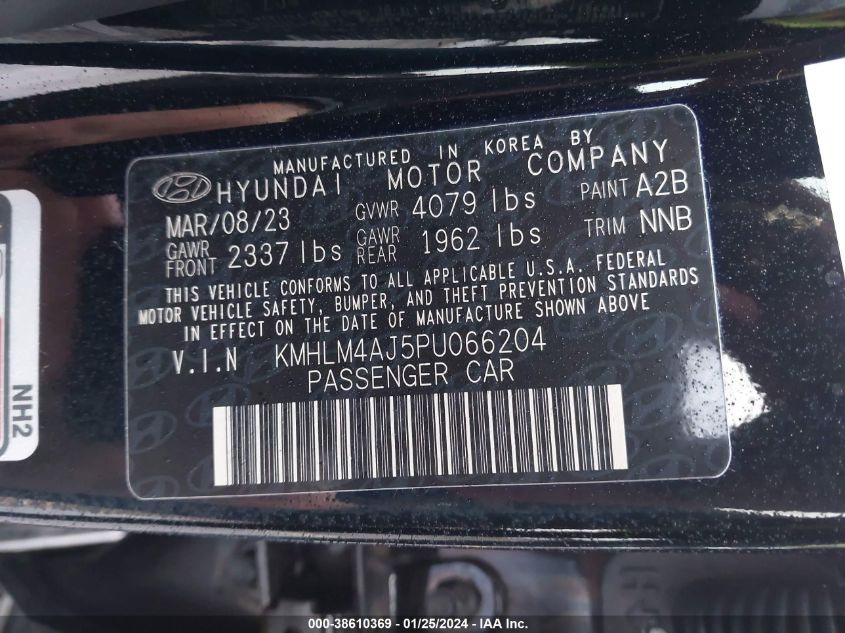 MANUFACTURED IN KOREA BY
HYUNDAI MOTOR COMPANY
MAR/08/23 GVWR 4079 lbs PAINT A2B
GAWR FRONT 2337 lbs GAWR REAR 1962 lbs TRIM NNB
THIS VEHICLE CONFORMS TO ALL APPLICABLE U.S.A. FEDERAL
MOTOR VEHICLE SAFETY, BUMPER, AND THEFT PREVENTION STANDARDS
IN EFFECT ON THE DATE OF MANUFACTURE SHOWN ABOVE
V.I.N KMHLM4AJ5PU066204
PASSENGER CAR
NH2
000-38610369 - 01/25/2024 - IAA Inc.